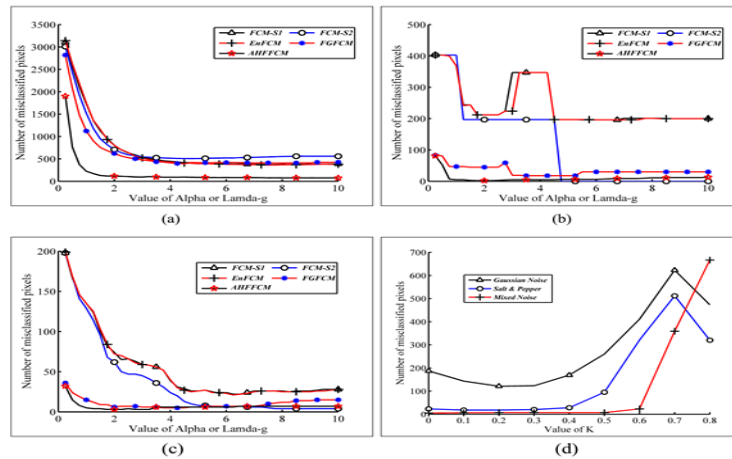 3500
3000
2500
2000
1500
1000
500
0
Number of misclassified pixels
FCM-S1 FCM-S2
EnFCM FGFCM
AHFFCM
0 2 4 6 8 10
Value of Alpha or Lamda-g
(a)
500
400
300
200
100
0
Number of misclassified pixels
FCM-S1 FCM-S2
EnFCM FGFCM
AHFFCM
0 2 4 6 8 10
Value of Alpha or Lamda-g
(b)
200
150
100
50
0
Number of misclassified pixels
FCM-S1 FCM-S2
EnFCM FGFCM
AHFFCM
0 2 4 6 8 10
Value of Alpha or Lamda-g
(c)
700
600
500
400
300
200
100
0
Number of misclassified pixels
Gaussian Noise
Salt & Pepper
Mixed Noise
0 0.1 0.2 0.3 0.4 0.5 0.6 0.7 0.8
Value of K
(d)